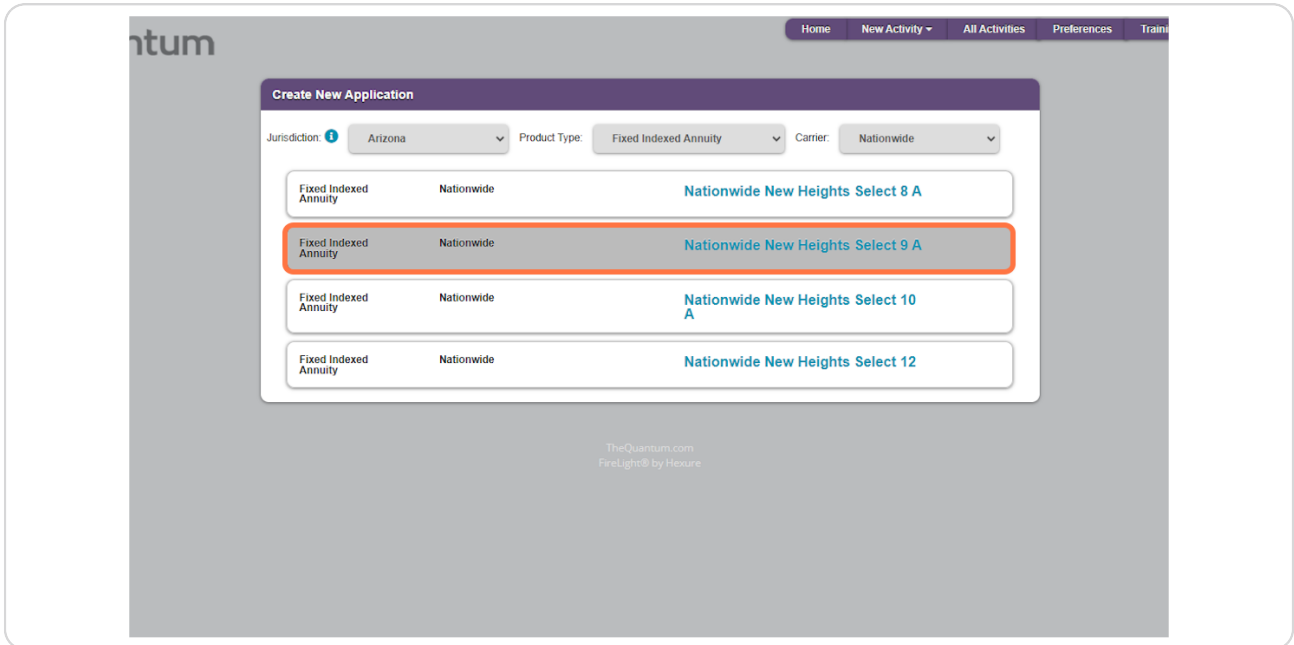 ntum
Home New Activity All Activities Preferences
Create New Application
Jurisdiction: Arizona Product Type: Fixed Indexed Annuity Carrier: Nationwide
Fixed Indexed
Annuity
Nationwide
Nationwide New Heights Select 8 A
Fixed Indexed
Annuity
Nationwide
Nationwide New Heights Select 9 A
Fixed Indexed
Annuity
Nationwide
Nationwide New Heights Select 10
A
Fixed Indexed
Annuity
Nationwide
Nationwide New Heights Select 12
TheQuantum.com
FireLight® by Hexure